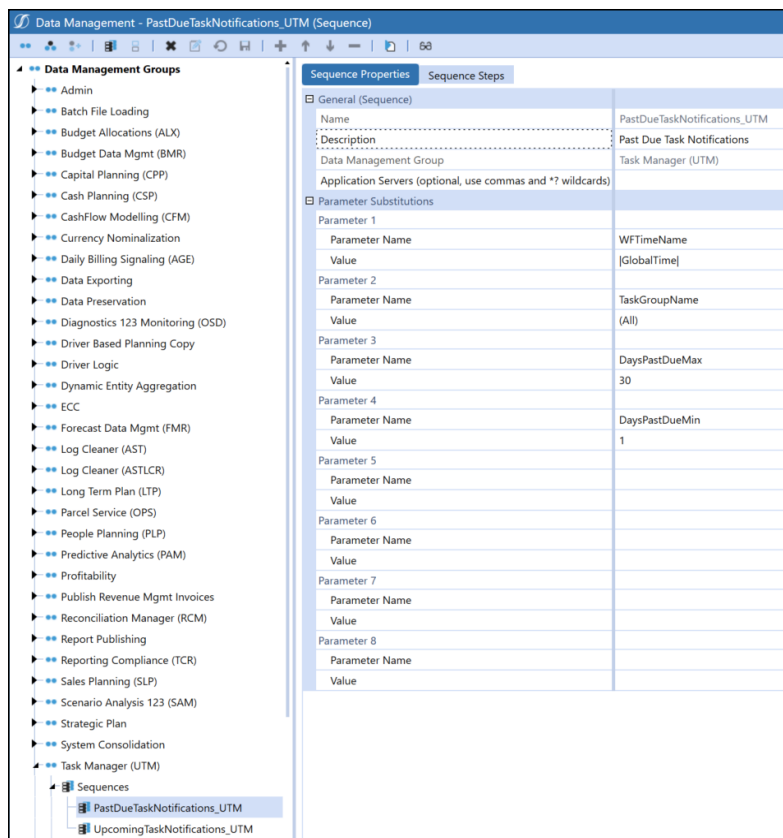 Data Management - PastDueTaskNotifications_UTM (Sequence)
Data Management Groups
Admin
Batch File Loading
Budget Allocations (ALX)
Budget Data Mgmt (BMR)
Capital Planning (CPP)
Cash Planning (CSP)
CashFlow Modelling (CFM)
Currency Nominalization
Daily Billing Signaling (AGE)
Data Exporting
Data Preservation
Diagnostics 123 Monitoring (OSD)
Driver Based Planning Copy
Driver Logic
Dynamic Entity Aggregation
ECC
Forecast Data Mgmt (FMR)
Log Cleaner (AST)
Log Cleaner (ASTLCR)
Long Term Plan (LTP)
Parcel Service (OPS)
People Planning (PLP)
Predictive Analytics (PAM)
Profitability
Publish Revenue Mgmt Invoices
Reconciliation Manager (RCM)
Report Publishing
Reporting Compliance (TCR)
Sales Planning (SLP)
Scenario Analysis 123 (SAM)
Strategic Plan
System Consolidation
Task Manager (UTM)
Sequences
PastDueTaskNotifications_UTM
UpcomingTaskNotifications_UTM
Sequence Properties Sequence Steps
General (Sequence)
Name PastDueTaskNotifications_UTM
Description Past Due Task Notifications
Data Management Group Task Manager (UTM)
Application Servers (optional, use commas and *? wildcards)
Parameter Substitutions
Parameter 1
Parameter Name WFTimeName
Value |GlobalTime|
Parameter 2
Parameter Name TaskGroupName
Value (All)
Parameter 3
Parameter Name DaysPastDueMax
Value 30
Parameter 4
Parameter Name DaysPastDueMin
Value 1
Parameter 5
Parameter Name
Value
Parameter 6
Parameter Name
Value
Parameter 7
Parameter Name
Value
Parameter 8
Parameter Name
Value